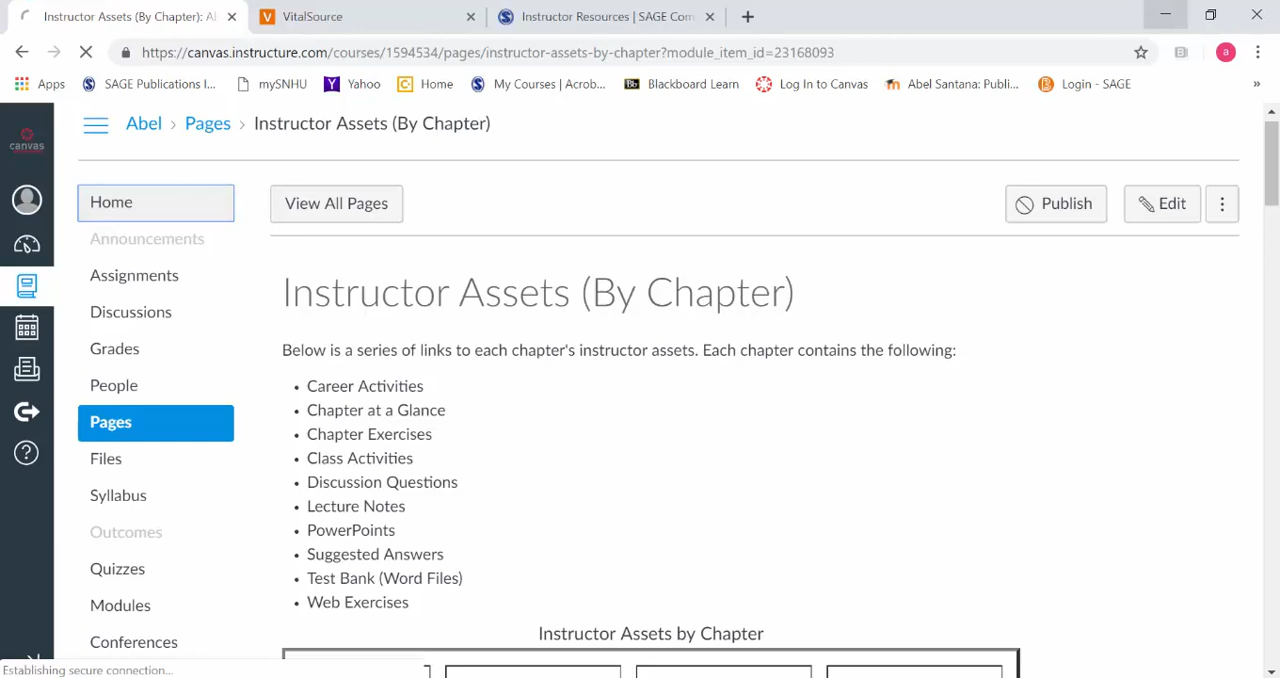 Instructor Assets (By Chapter): Al
VitalSource
Instructor Resources | SAGE Com
https://canvas.instructure.com/courses/1594534/pages/instructor-assets-by-chapter?module_item_id=23168093
a
Apps
SAGE Publications I...
mySNHU
Yahoo
Home
My Courses | Acrob...
Blackboard Learn
Log In to Canvas
Abel Santana: Publi...
Login - SAGE
»
canvas
Abel > Pages > Instructor Assets (By Chapter)
Home
Announcements
Assignments
Discussions
Grades
People
Pages
Files
Syllabus
Outcomes
Quizzes
Modules
Conferences
View All Pages
Publish
Edit
Instructor Assets (By Chapter)
Below is a series of links to each chapter's instructor assets. Each chapter contains the following:
• Career Activities
• Chapter at a Glance
• Chapter Exercises
• Class Activities
• Discussion Questions
• Lecture Notes
• PowerPoints
• Suggested Answers
• Test Bank (Word Files)
• Web Exercises
Instructor Assets by Chapter
Establishing secure connection...